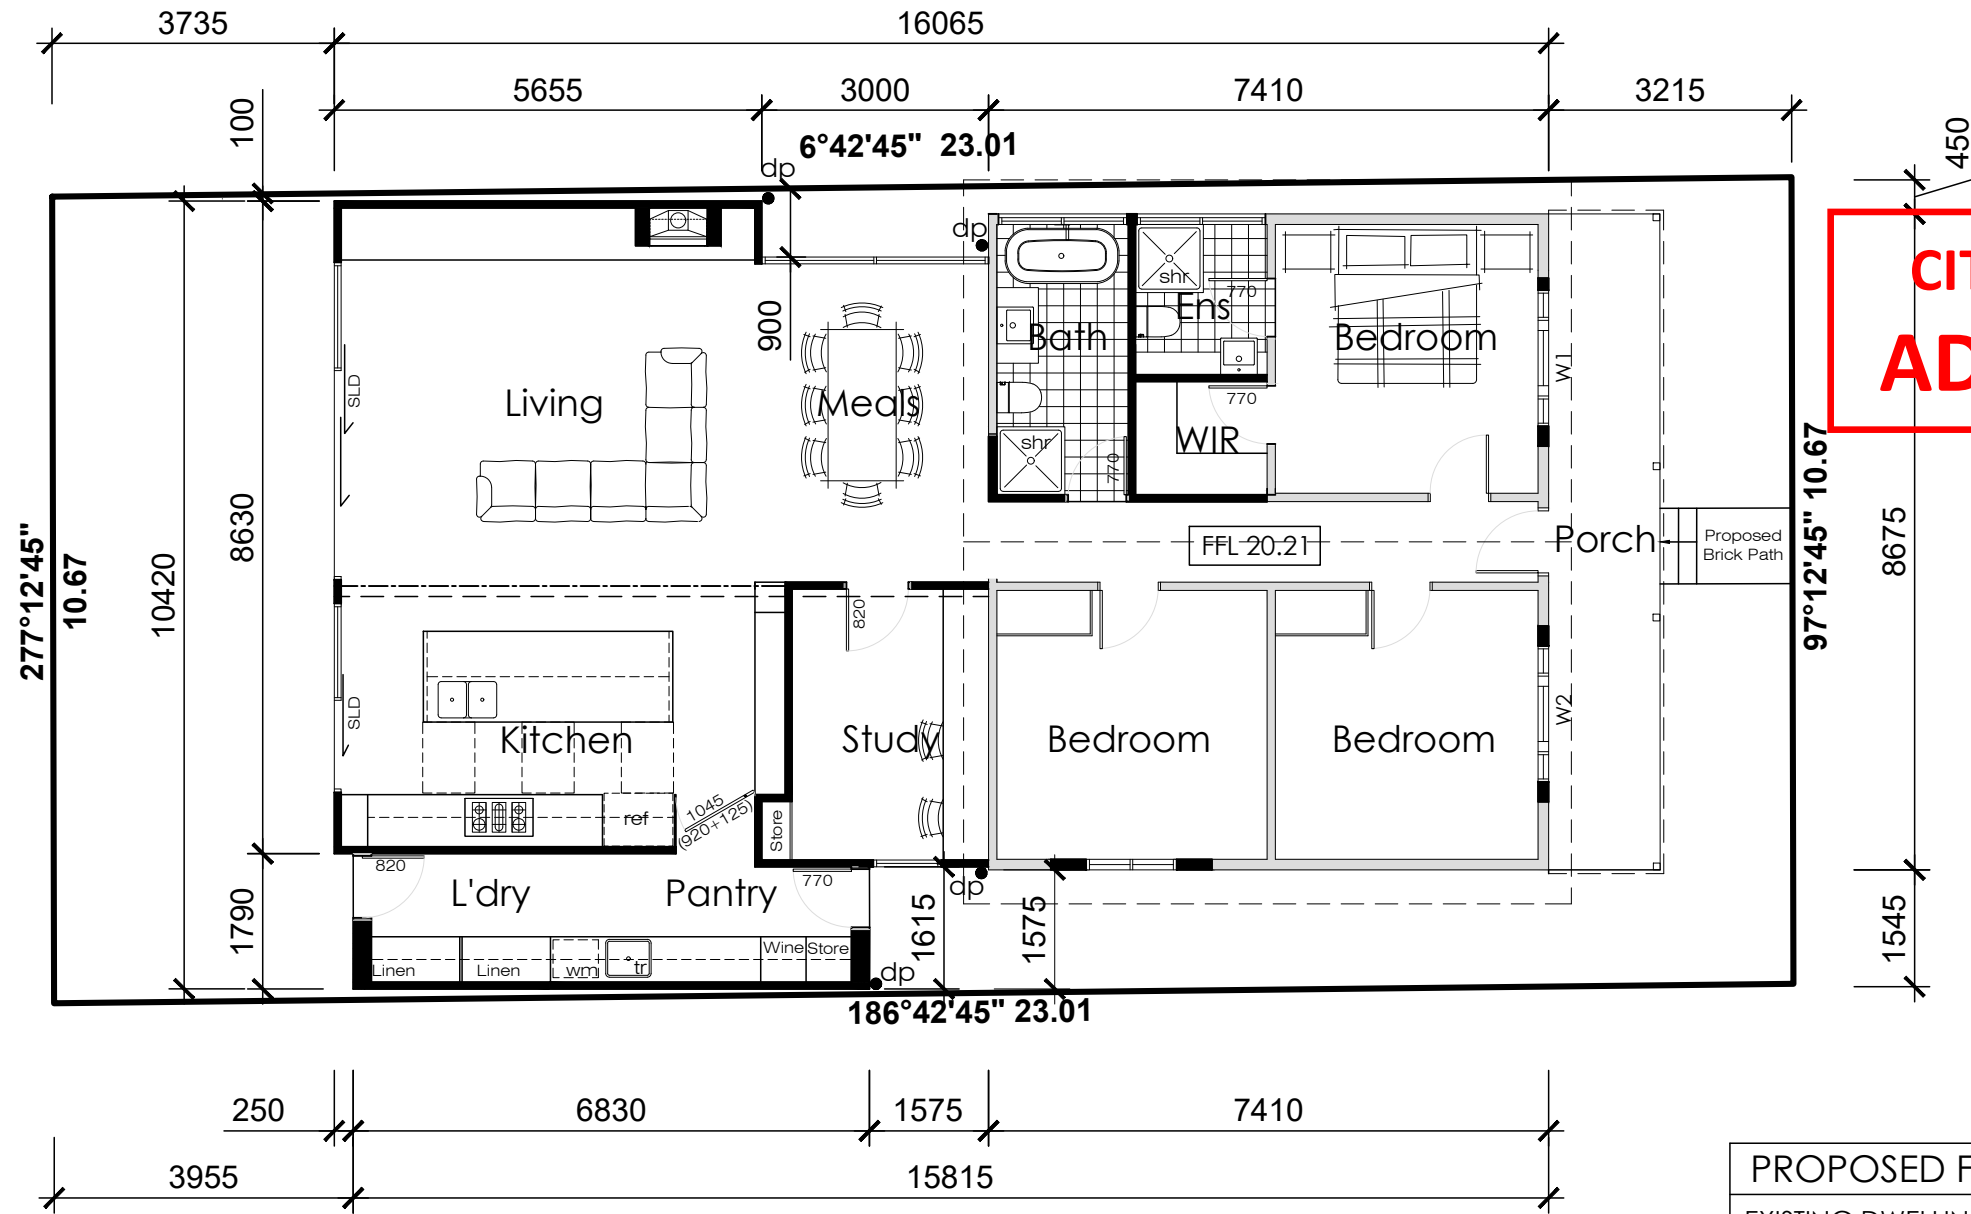 3735
16065
5655
3000
7410
3215
100
6°42'45" 23.01
450
dp
dp
CIT
AD
900
shr
770
Ens
Bath
Bedroom
W1
SLD
Living
Meals
770
WIR
shr
770
277°12'45"
10.67
10420
8630
FFL 20.21
Porch
Proposed
Brick Path
97°12'45" 10.67
8675
820
SLD
Kitchen
Study
Bedroom
Bedroom
W2
ref
1045
(920+125)
Store
820
L'dry
Pantry
770
dp
1790
1615
1575
1545
Linen
Linen
wm
tr
Wine
Store
dp
186°42'45" 23.01
250
6830
1575
7410
3955
15815
PROPOSED F
EXISTING DWELLIN